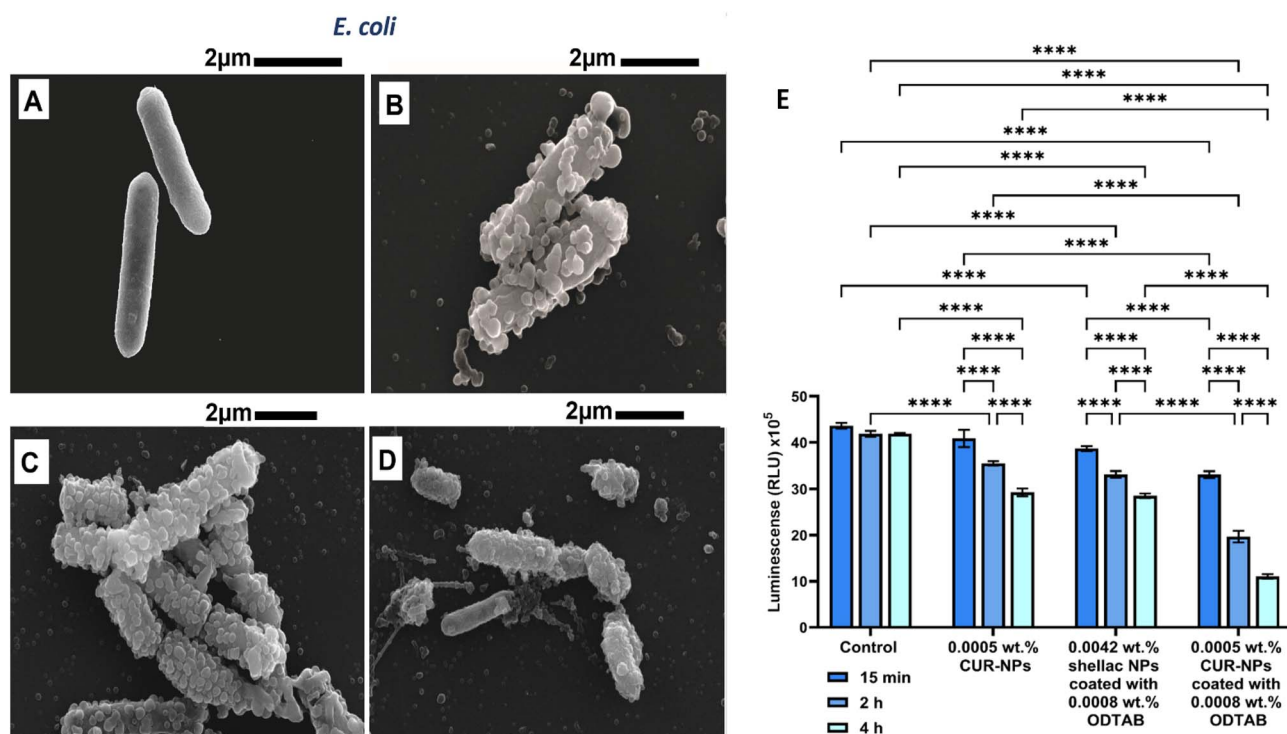 E. coli
2µm
2µm
A
B
2µm
2µm
C
D
E
****
****
****
****
****
****
****
****
**** ****
**** ****
**** **** ****
**** **** ****
**** **** **** **** ****
Luminescense (RLU) x10⁵
50
40
30
20
10
0
Control
0.0005 wt.%
CUR-NPs
0.0042 wt.%
shellac NPs
coated with
0.0008 wt.%
ODTAB
0.0005 wt.%
CUR-NPs
coated with
0.0008 wt.%
ODTAB
15 min
2 h
4 h